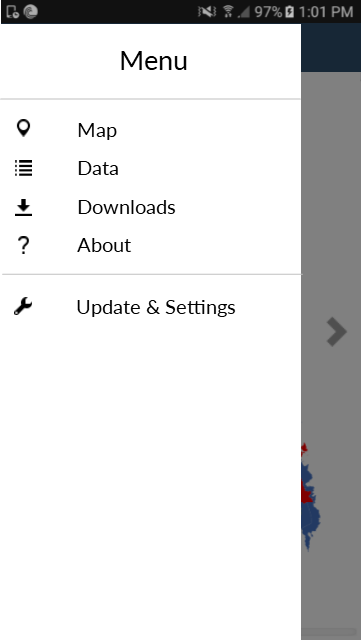 97% 1:01 PM
Menu
Map
Data
Downloads
? About
Update & Settings